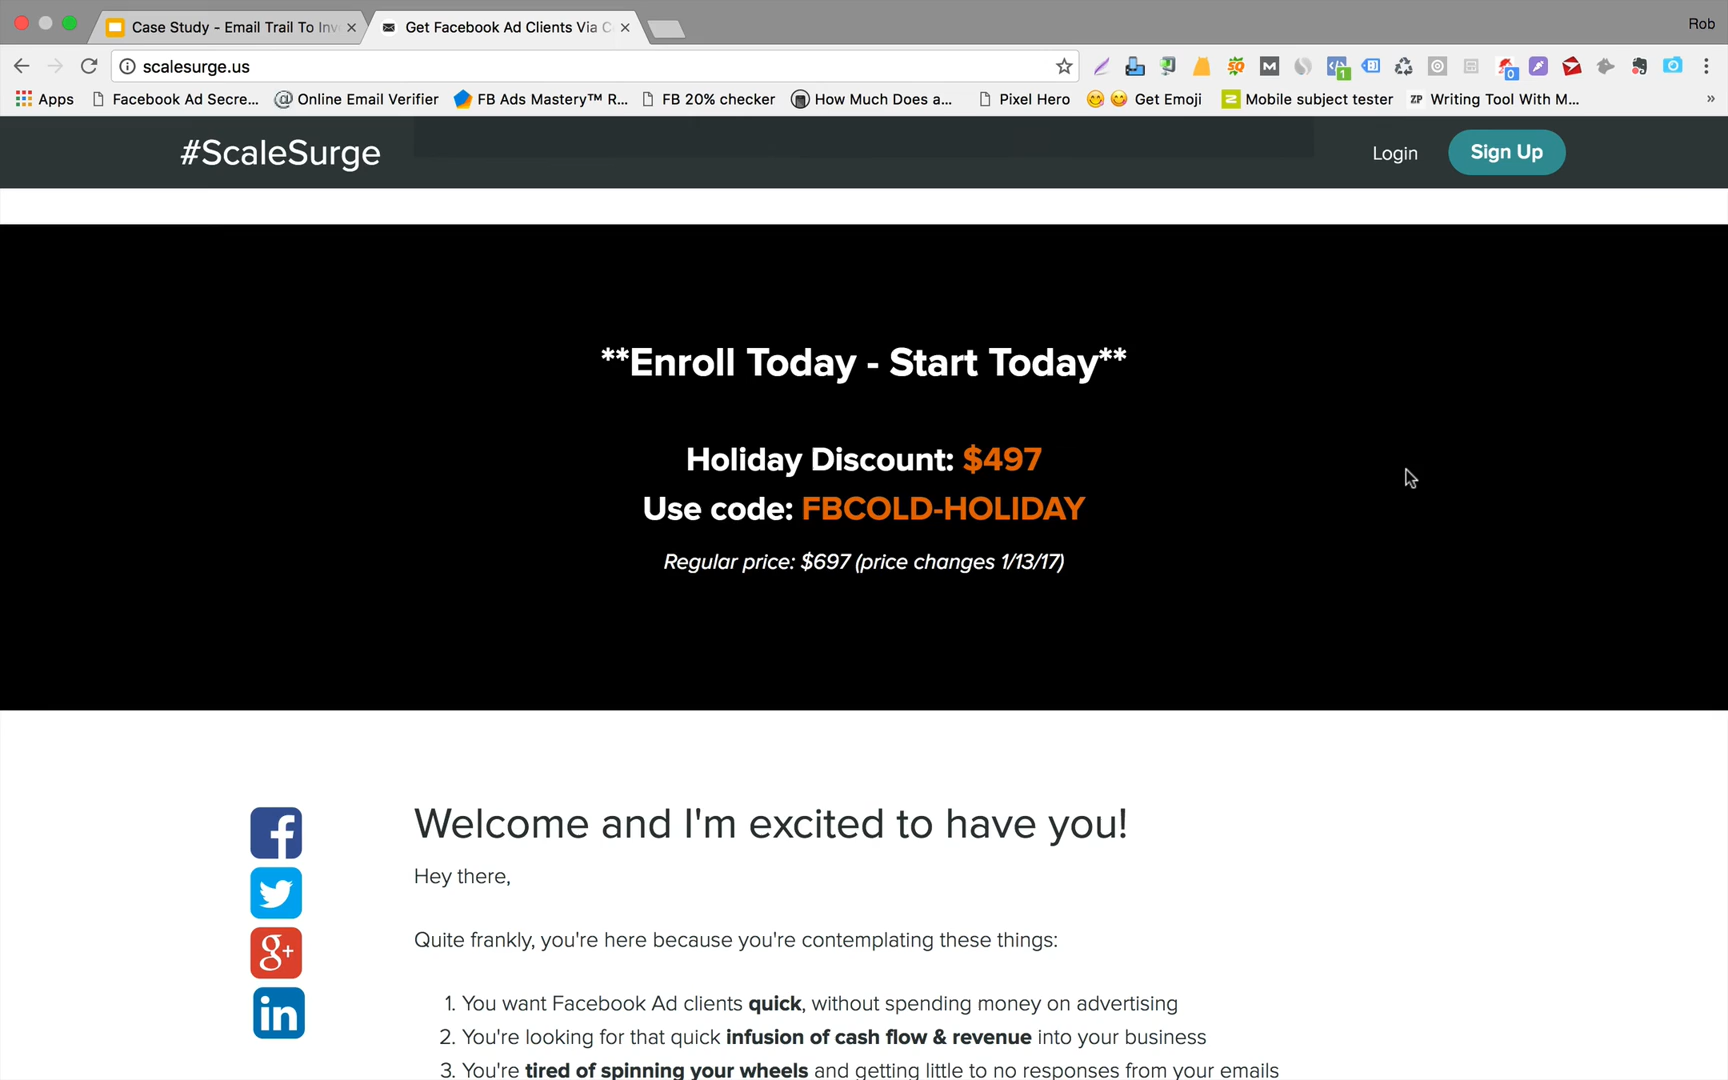 Case Study - Email Trail To Inv
Get Facebook Ad Clients Via C
Rob
scalesurge.us
Apps
Facebook Ad Secre...
Online Email Verifier
FB Ads Mastery™ R...
FB 20% checker
How Much Does a...
Pixel Hero
Get Emoji
Mobile subject tester
ZP Writing Tool With M...
»
#ScaleSurge
Login
Sign Up
**Enroll Today - Start Today**
Holiday Discount: $497
Use code: FBCOLD-HOLIDAY
Regular price: $697 (price changes 1/13/17)
Welcome and I'm excited to have you!
Hey there,
Quite frankly, you're here because you're contemplating these things:
1. You want Facebook Ad clients quick, without spending money on advertising
2. You're looking for that quick infusion of cash flow & revenue into your business
3. You're tired of spinning your wheels and getting little to no responses from your emails